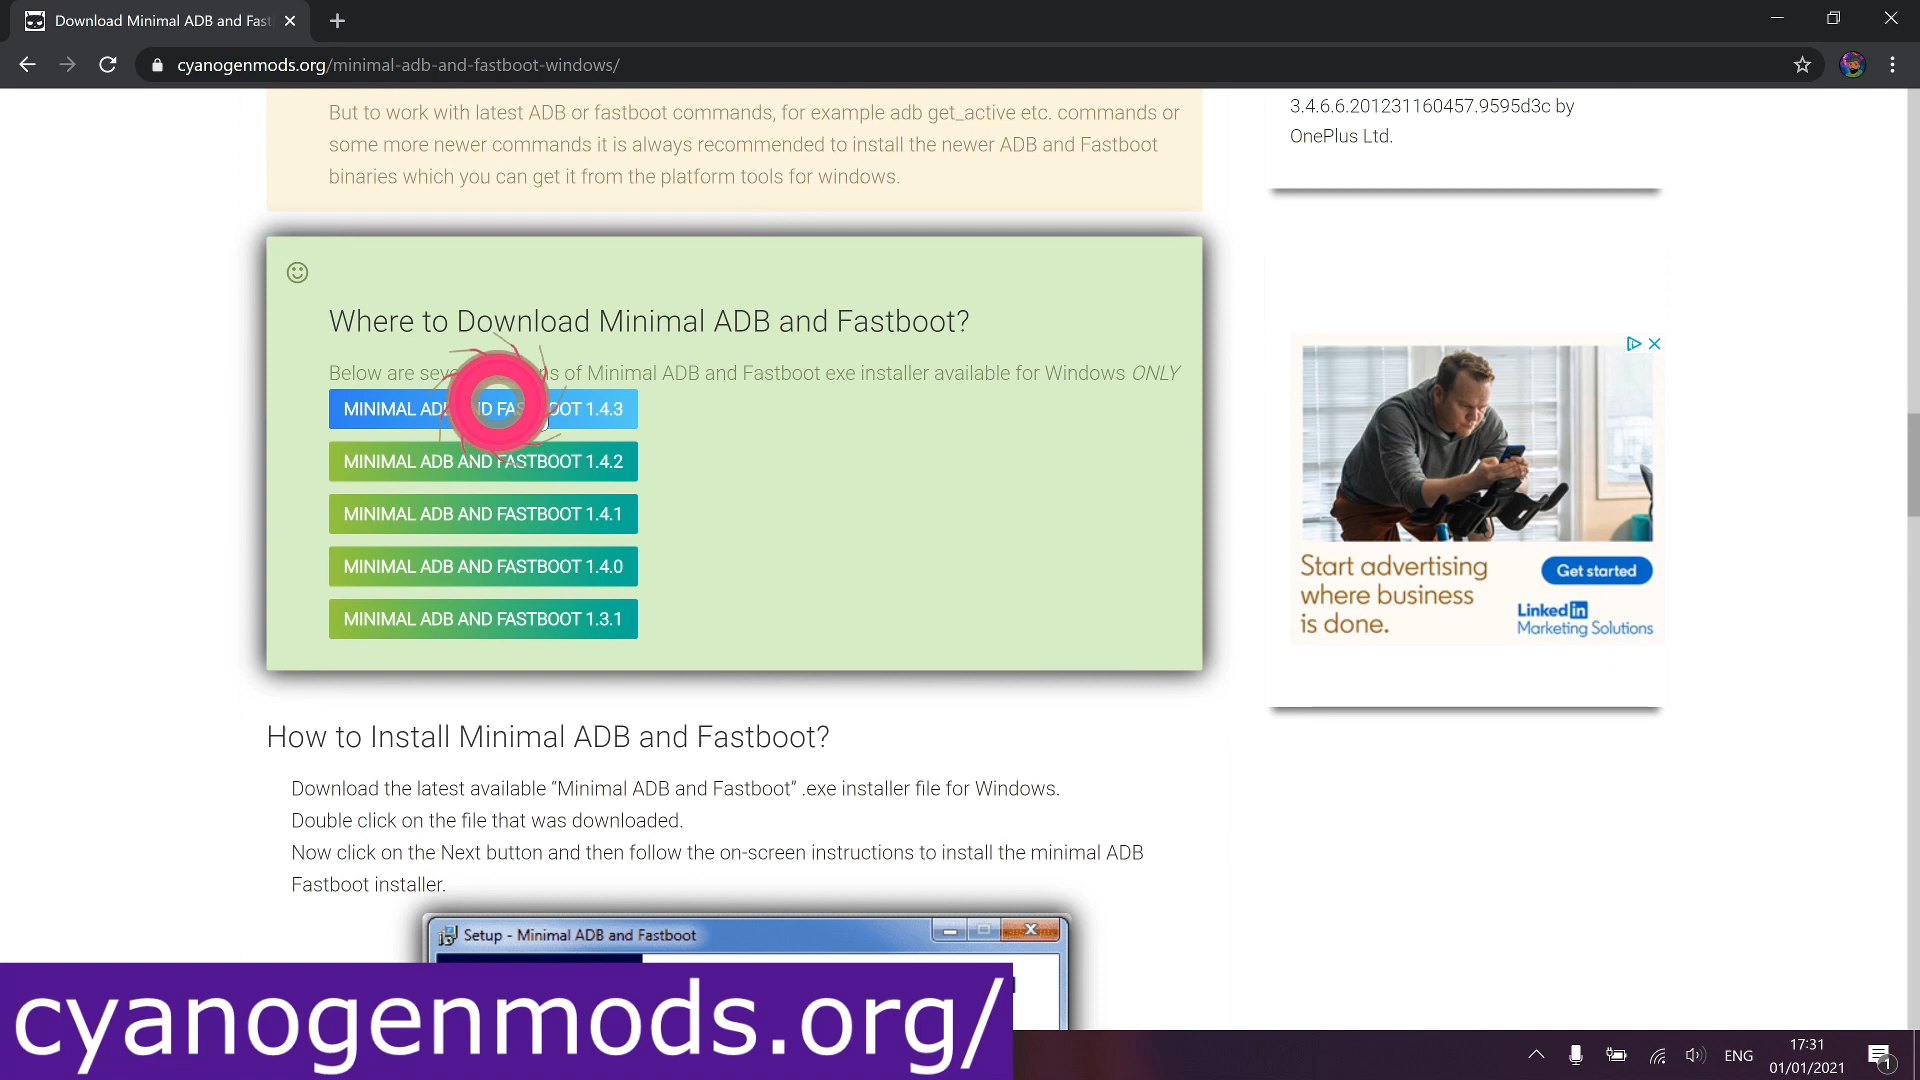 Download Minimal ADB and Fast
cyanogenmods.org/minimal-adb-and-fastboot-windows/
But to work with latest ADB or fastboot commands, for example adb get_active etc. commands or
some more newer commands it is always recommended to install the newer ADB and Fastboot
binaries which you can get it from the platform tools for windows.
3.4.6.6.201231160457.9595d3c by
OnePlus Ltd.
Where to Download Minimal ADB and Fastboot?
Below are of Minimal ADB and Fastboot exe installer available for Windows ONLY
MINIMAL AND FASTBOOT 1.4.3
MINIMAL ADB AND FASTBOOT 1.4.2
MINIMAL ADB AND FASTBOOT 1.4.1
MINIMAL ADB AND FASTBOOT 1.4.0
MINIMAL ADB AND FASTBOOT 1.3.1
Start advertising
where business
is done.
Get started
Linked in
Marketing Solutions
How to Install Minimal ADB and Fastboot?
Download the latest available “Minimal ADB and Fastboot” .exe installer file for Windows.
Double click on the file that was downloaded.
Now click on the Next button and then follow the on-screen instructions to install the minimal ADB
Fastboot installer.
Setup - Minimal ADB and Fastboot
cyanogenmods.org/
ENG
17:31
01/01/2021
1